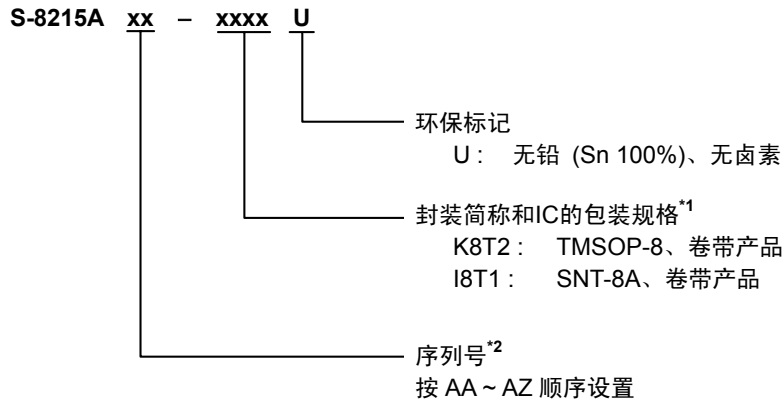 S-8215A xx – xxxx U
环保标记
U : 无铅 (Sn 100%)、无卤素
封装简称和IC的包装规格*1
K8T2 : TMSOP-8、卷带产品
I8T1 : SNT-8A、卷带产品
序列号*2
按 AA ~ AZ 顺序设置